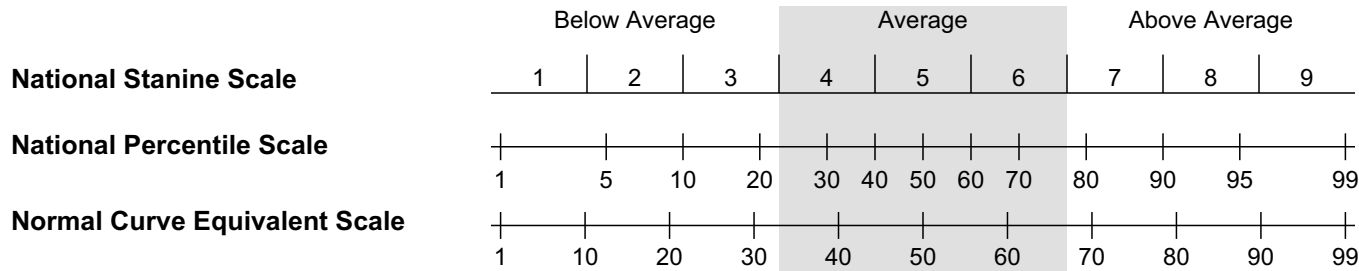 Below Average Average Above Average
National Stanine Scale 1 2 3 4 5 6 7 8 9
National Percentile Scale
1 5 10 20 30 40 50 60 70 80 90 95 99
Normal Curve Equivalent Scale
1 10 20 30 40 50 60 70 80 90 99